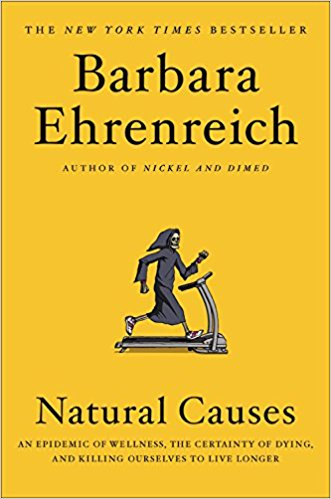 THE NEW YORK TIMES BESTSELLER
Barbara
Ehrenreich
AUTHOR OF NICKEL AND DIMED
Natural Causes
AN EPIDEMIC OF WELLNESS, THE CERTAINTY OF DYING,
AND KILLING OURSELVES TO LIVE LONGER